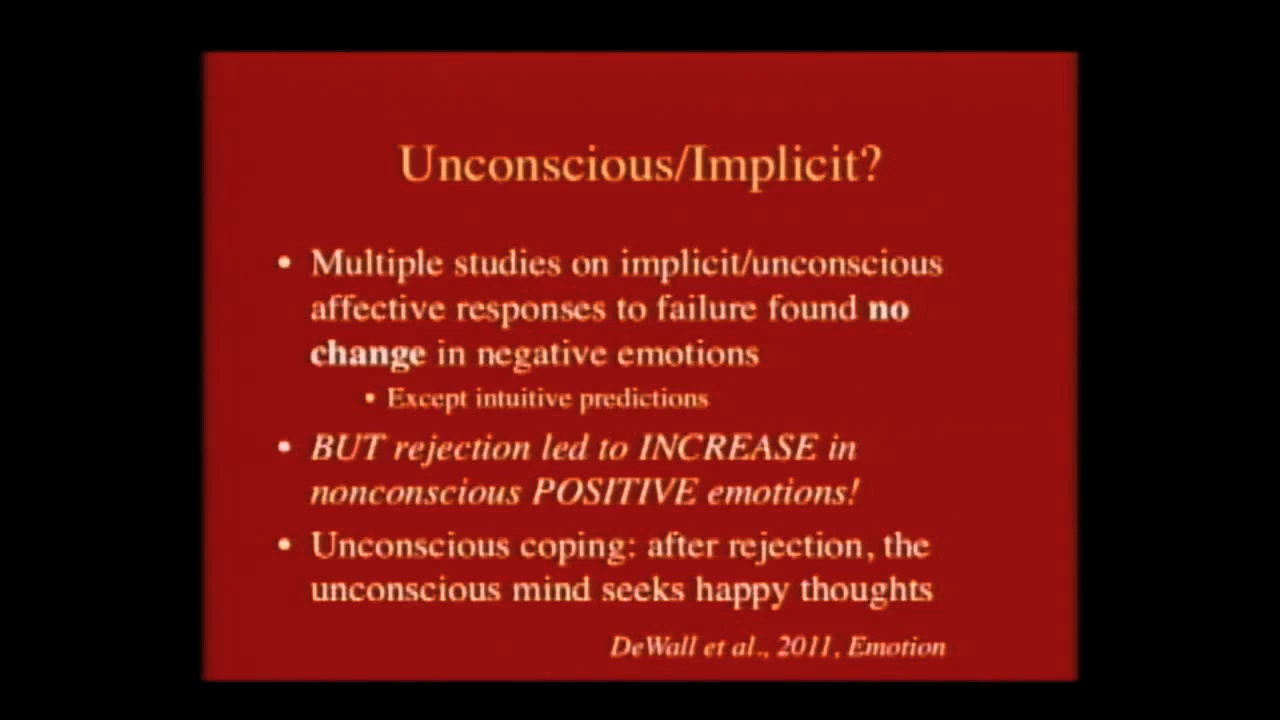 Unconscious/Implicit?
• Multiple studies on implicit/unconscious
affective responses to failure found no
change in negative emotions
• Except intuitive predictions
• BUT rejection led to INCREASE in
nonconscious POSITIVE emotions!
• Unconscious coping: after rejection, the
unconscious mind seeks happy thoughts
DeWall et al., 2011, Emotion